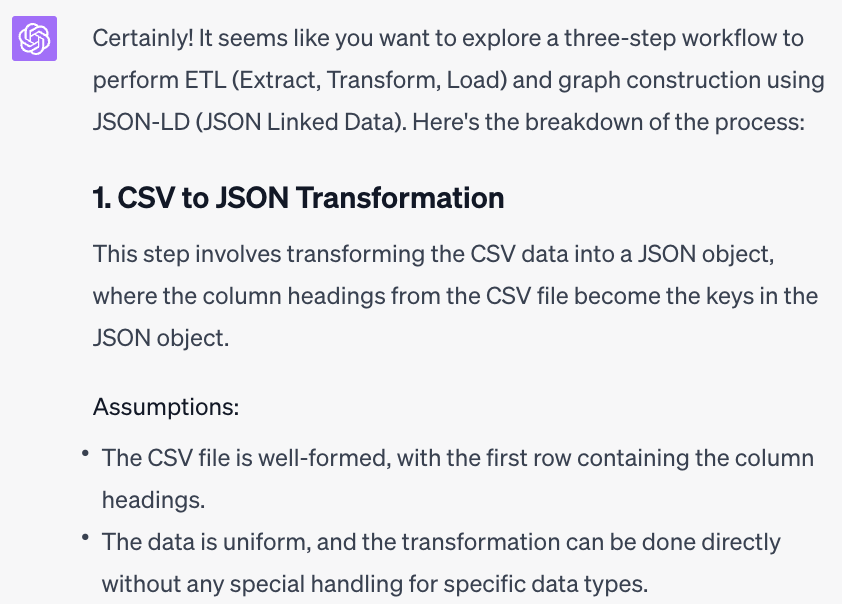 Certainly! It seems like you want to explore a three-step workflow to
perform ETL (Extract, Transform, Load) and graph construction using
JSON-LD (JSON Linked Data). Here's the breakdown of the process:
1. CSV to JSON Transformation
This step involves transforming the CSV data into a JSON object,
where the column headings from the CSV file become the keys in the
JSON object.
Assumptions:
• The CSV file is well-formed, with the first row containing the column
headings.
• The data is uniform, and the transformation can be done directly
without any special handling for specific data types.